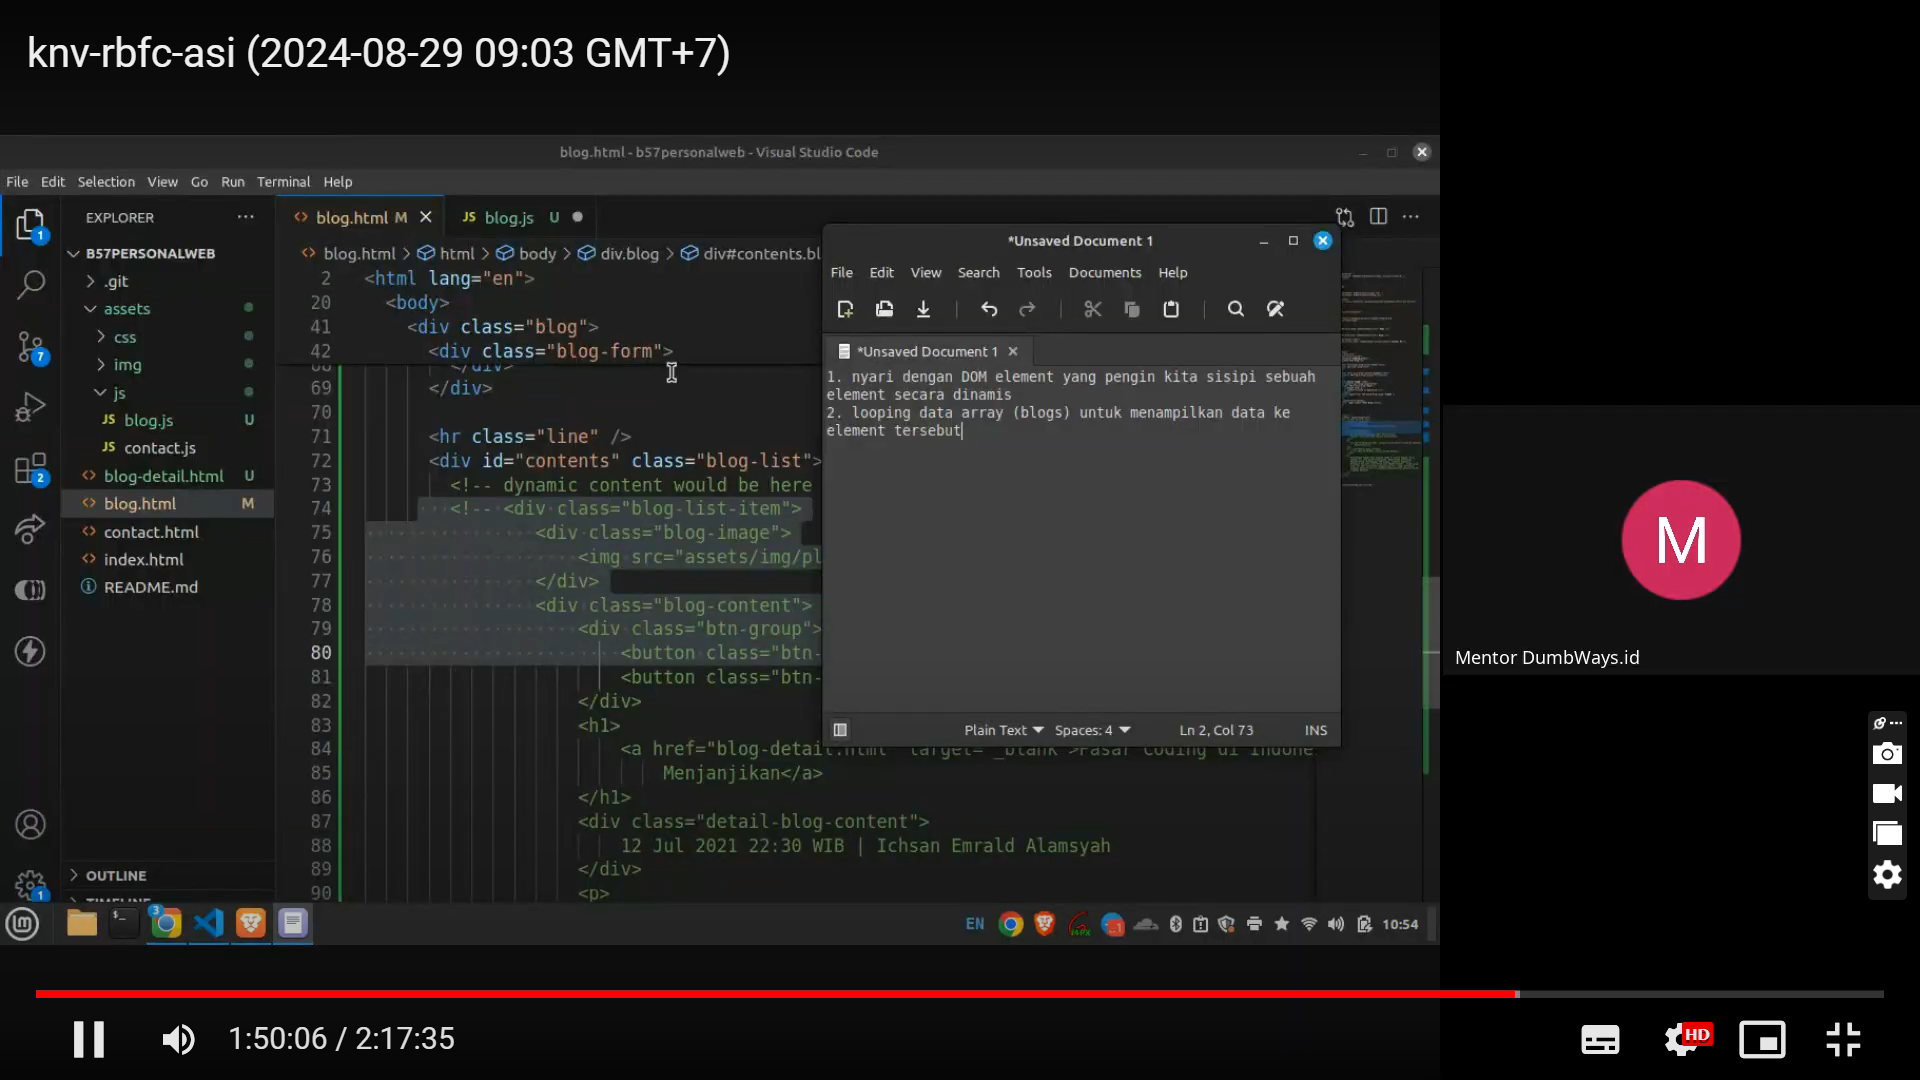 knv-rbfc-asi (2024-08-29 09:03 GMT+7)
blog.html - b57personalweb - Visual Studio Code
File Edit Selection View Go Run Terminal Help
EXPLORER
B57PERSONALWEB
.git
assets
css
img
js
JS blog.js U
JS contact.js
blog-detail.html U
blog.html M
contact.html
index.html
README.md
OUTLINE
1
7
2
1
blog.html M
JS blog.js U
blog.html > html > body > div.blog > div#contents.bl
2 <html lang="en">
20 <body>
41 <div class="blog">
42 <div class="blog-form">
69 </div>
70
71 <hr class="line" />
72 <div id="contents" class="blog-list">
73 <!-- dynamic content would be here
74 <!-- <div class="blog-list-item">
75 <div class="blog-image">
76 <img src="assets/img/pl
77 </div>
78 <div class="blog-content">
79 <div class="btn-group">
80 <button class="btn-
81 <button class="btn-
82 </div>
83 <h1>
84 <a href="blog-detail.html" target="_blank">Pasar Coding di Indone
85 Menjanjikan</a>
86 </h1>
87 <div class="detail-blog-content">
88 12 Jul 2021 22:30 WIB | Ichsan Emrald Alamsyah
89 </div>
90 <p>
*Unsaved Document 1
File Edit View Search Tools Documents Help
*Unsaved Document 1
1. nyari dengan DOM element yang pengin kita sisipi sebuah
element secara dinamis
2. looping data array (blogs) untuk menampilkan data ke
element tersebut
Plain Text Spaces: 4 Ln 2, Col 73 INS
3
EN
10:54
M
Mentor DumbWays.id
1:50:06 / 2:17:35
HD